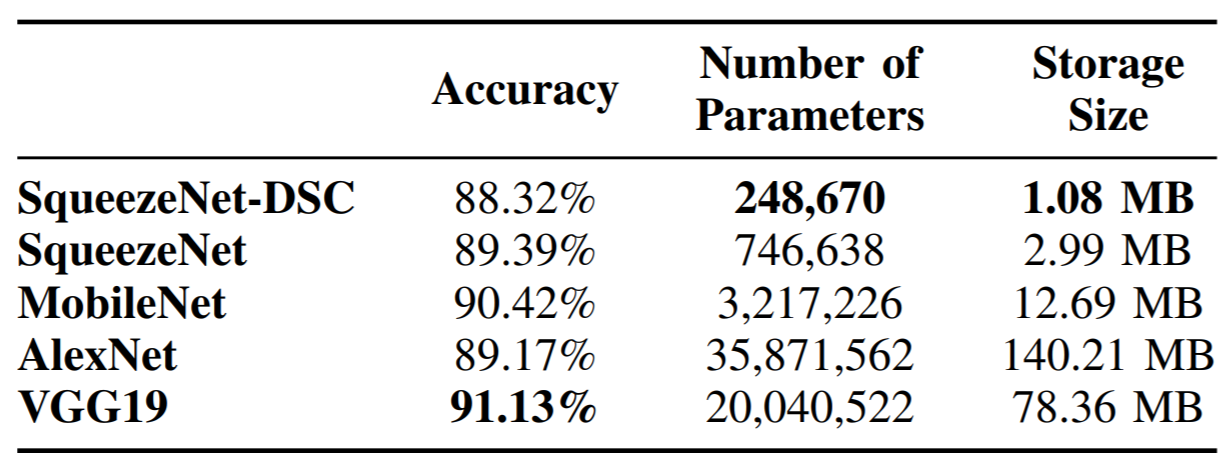 Accuracy Number of Parameters Storage Size
SqueezeNet-DSC 88.32% 248,670 1.08 MB
SqueezeNet 89.39% 746,638 2.99 MB
MobileNet 90.42% 3,217,226 12.69 MB
AlexNet 89.17% 35,871,562 140.21 MB
VGG19 91.13% 20,040,522 78.36 MB